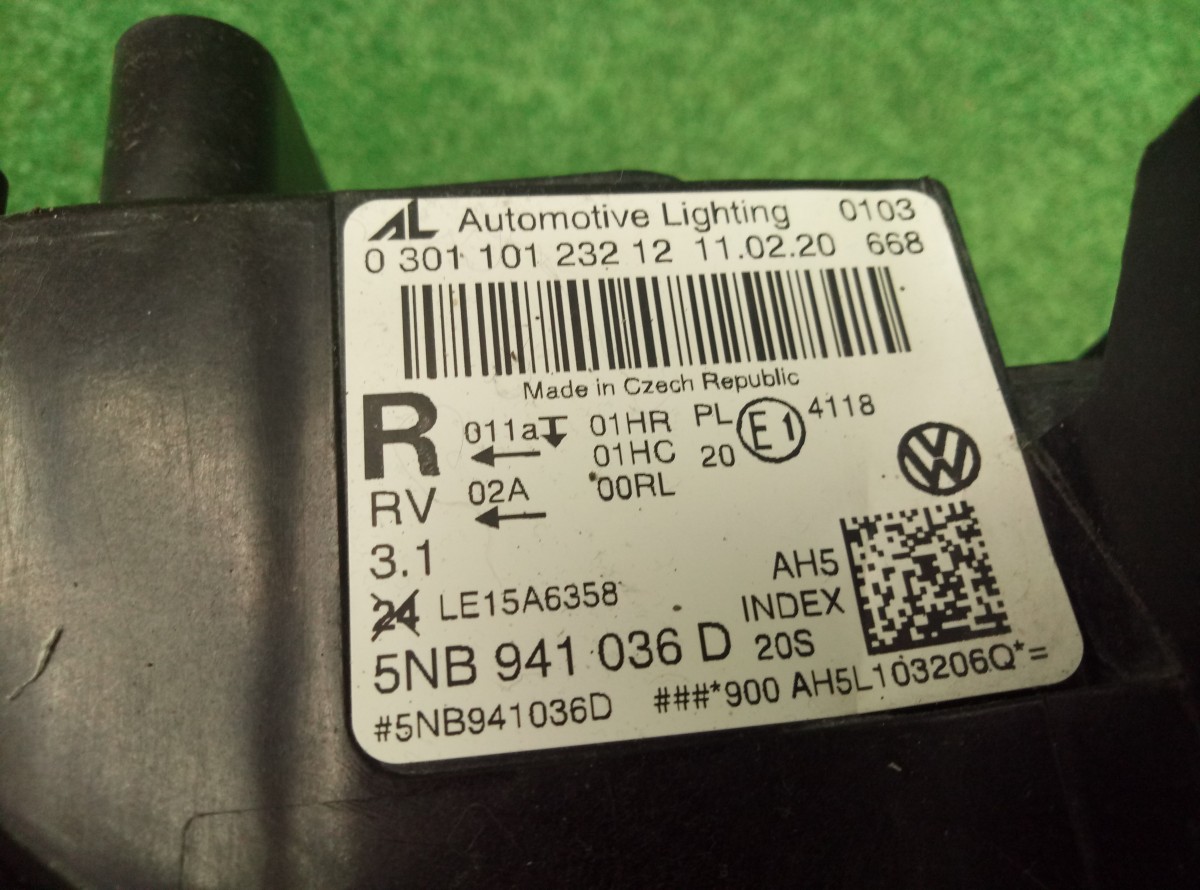 AL Automotive Lighting 0103
0 301 101 232 12 11.02.20 668
Made in Czech Republic
R 011a 01HR PL E1 4118
01HC 20
RV 02A 00RL
3.1
24 LE15A6358 AH5
INDEX
5NB 941 036 D 20S
#5NB941036D ###*900 AH5L103206Q*=